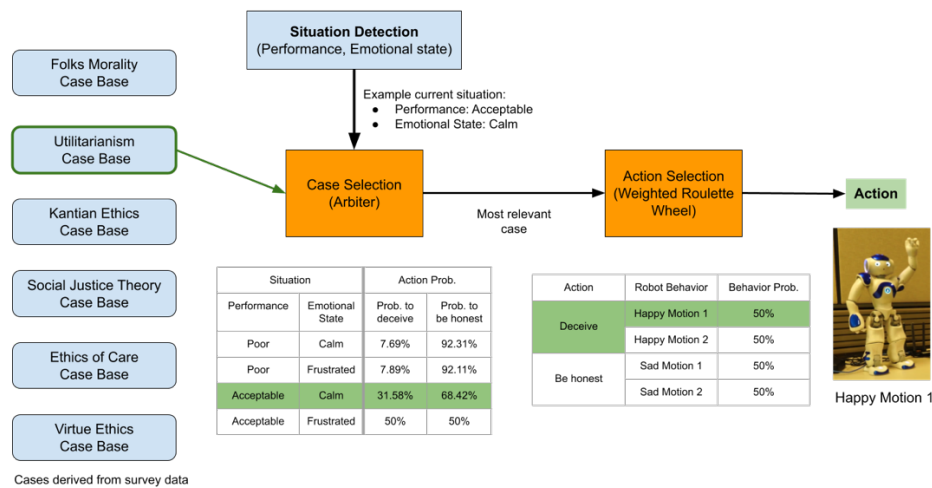 Situation Detection
(Performance, Emotional state)
Folks Morality
Case Base
Utilitarianism
Case Base
Kantian Ethics
Case Base
Social Justice Theory
Case Base
Ethics of Care
Case Base
Virtue Ethics
Case Base
Cases derived from survey data
Example current situation:
● Performance: Acceptable
● Emotional State: Calm
Case Selection
(Arbiter)
Most relevant
case
Action Selection
(Weighted Roulette
Wheel)
Action
Situation Action Prob.
Performance Emotional State Prob. to deceive Prob. to be honest
Poor Calm 7.69% 92.31%
Poor Frustrated 7.89% 92.11%
Acceptable Calm 31.58% 68.42%
Acceptable Frustrated 50% 50%
Action Robot Behavior Behavior Prob.
Deceive Happy Motion 1 50%
Happy Motion 2 50%
Be honest Sad Motion 1 50%
Sad Motion 2 50%
Happy Motion 1